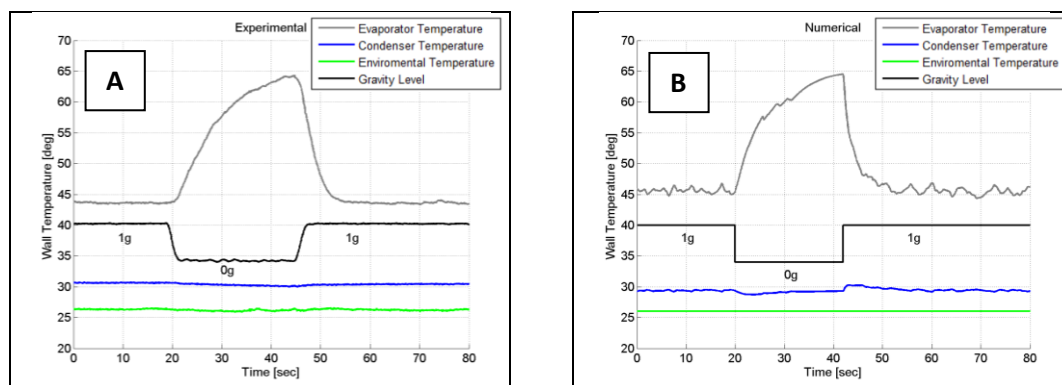 Experimental
Evaporator Temperature
Condenser Temperature
Enviromental Temperature
Gravity Level
A
Wall Temperature [deg]
70
65
60
55
50
45
40
35
30
25
20
1g
0g
1g
0 10 20 30 40 50 60 70 80
Time [sec]
Numerical
Evaporator Temperature
Condenser Temperature
Enviromental Temperature
Gravity Level
B
Wall Temperature [deg]
70
65
60
55
50
45
40
35
30
25
20
1g
0g
1g
0 10 20 30 40 50 60 70 80
Time [sec]